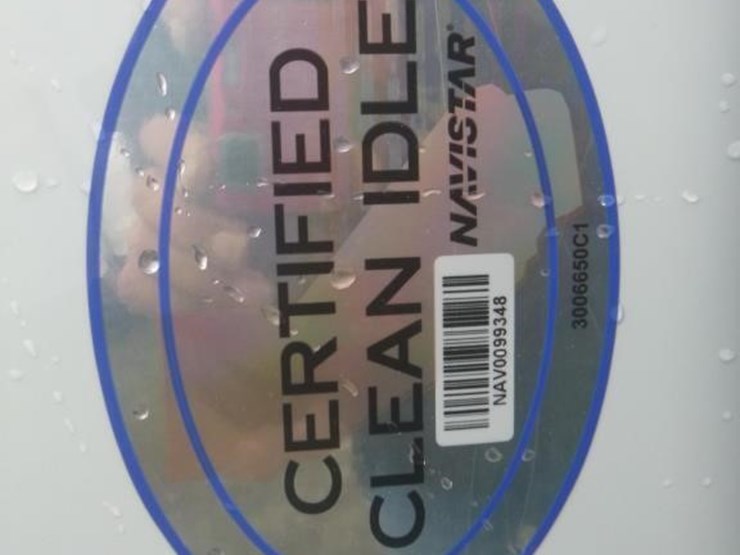 CERTIFIED
CLEAN IDLE
NAVISTAR®
NAV0099348
3006650C1